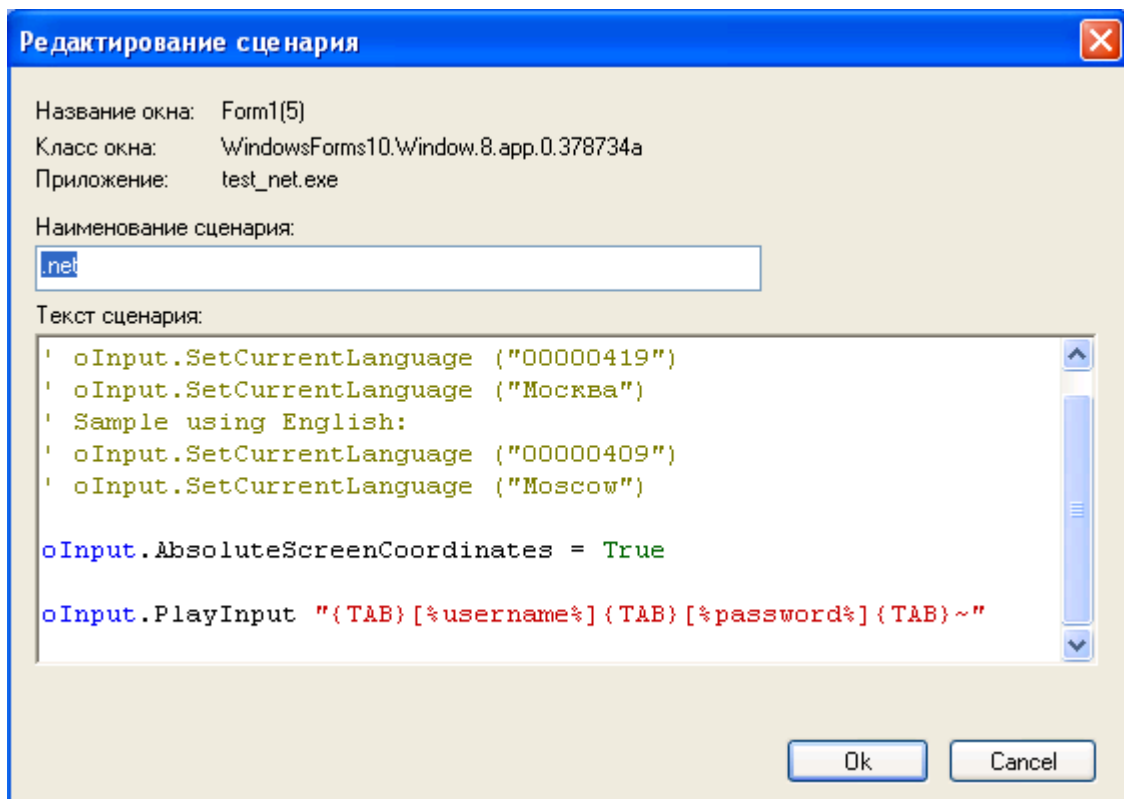 Редактирование сценария
Название окна: Form1(5)
Класс окна: WindowsForms10.Window.8.app.0.378734a
Приложение: test_net.exe
Наименование сценария:
.net
Текст сценария:
' oInput.SetCurrentLanguage ("00000419")
' oInput.SetCurrentLanguage ("Москва")
' Sample using English:
' oInput.SetCurrentLanguage ("00000409")
' oInput.SetCurrentLanguage ("Moscow")
oInput.AbsoluteScreenCoordinates = True
oInput.PlayInput "{TAB}[%username%]{TAB}[%password%]{TAB}~"
Ok Cancel